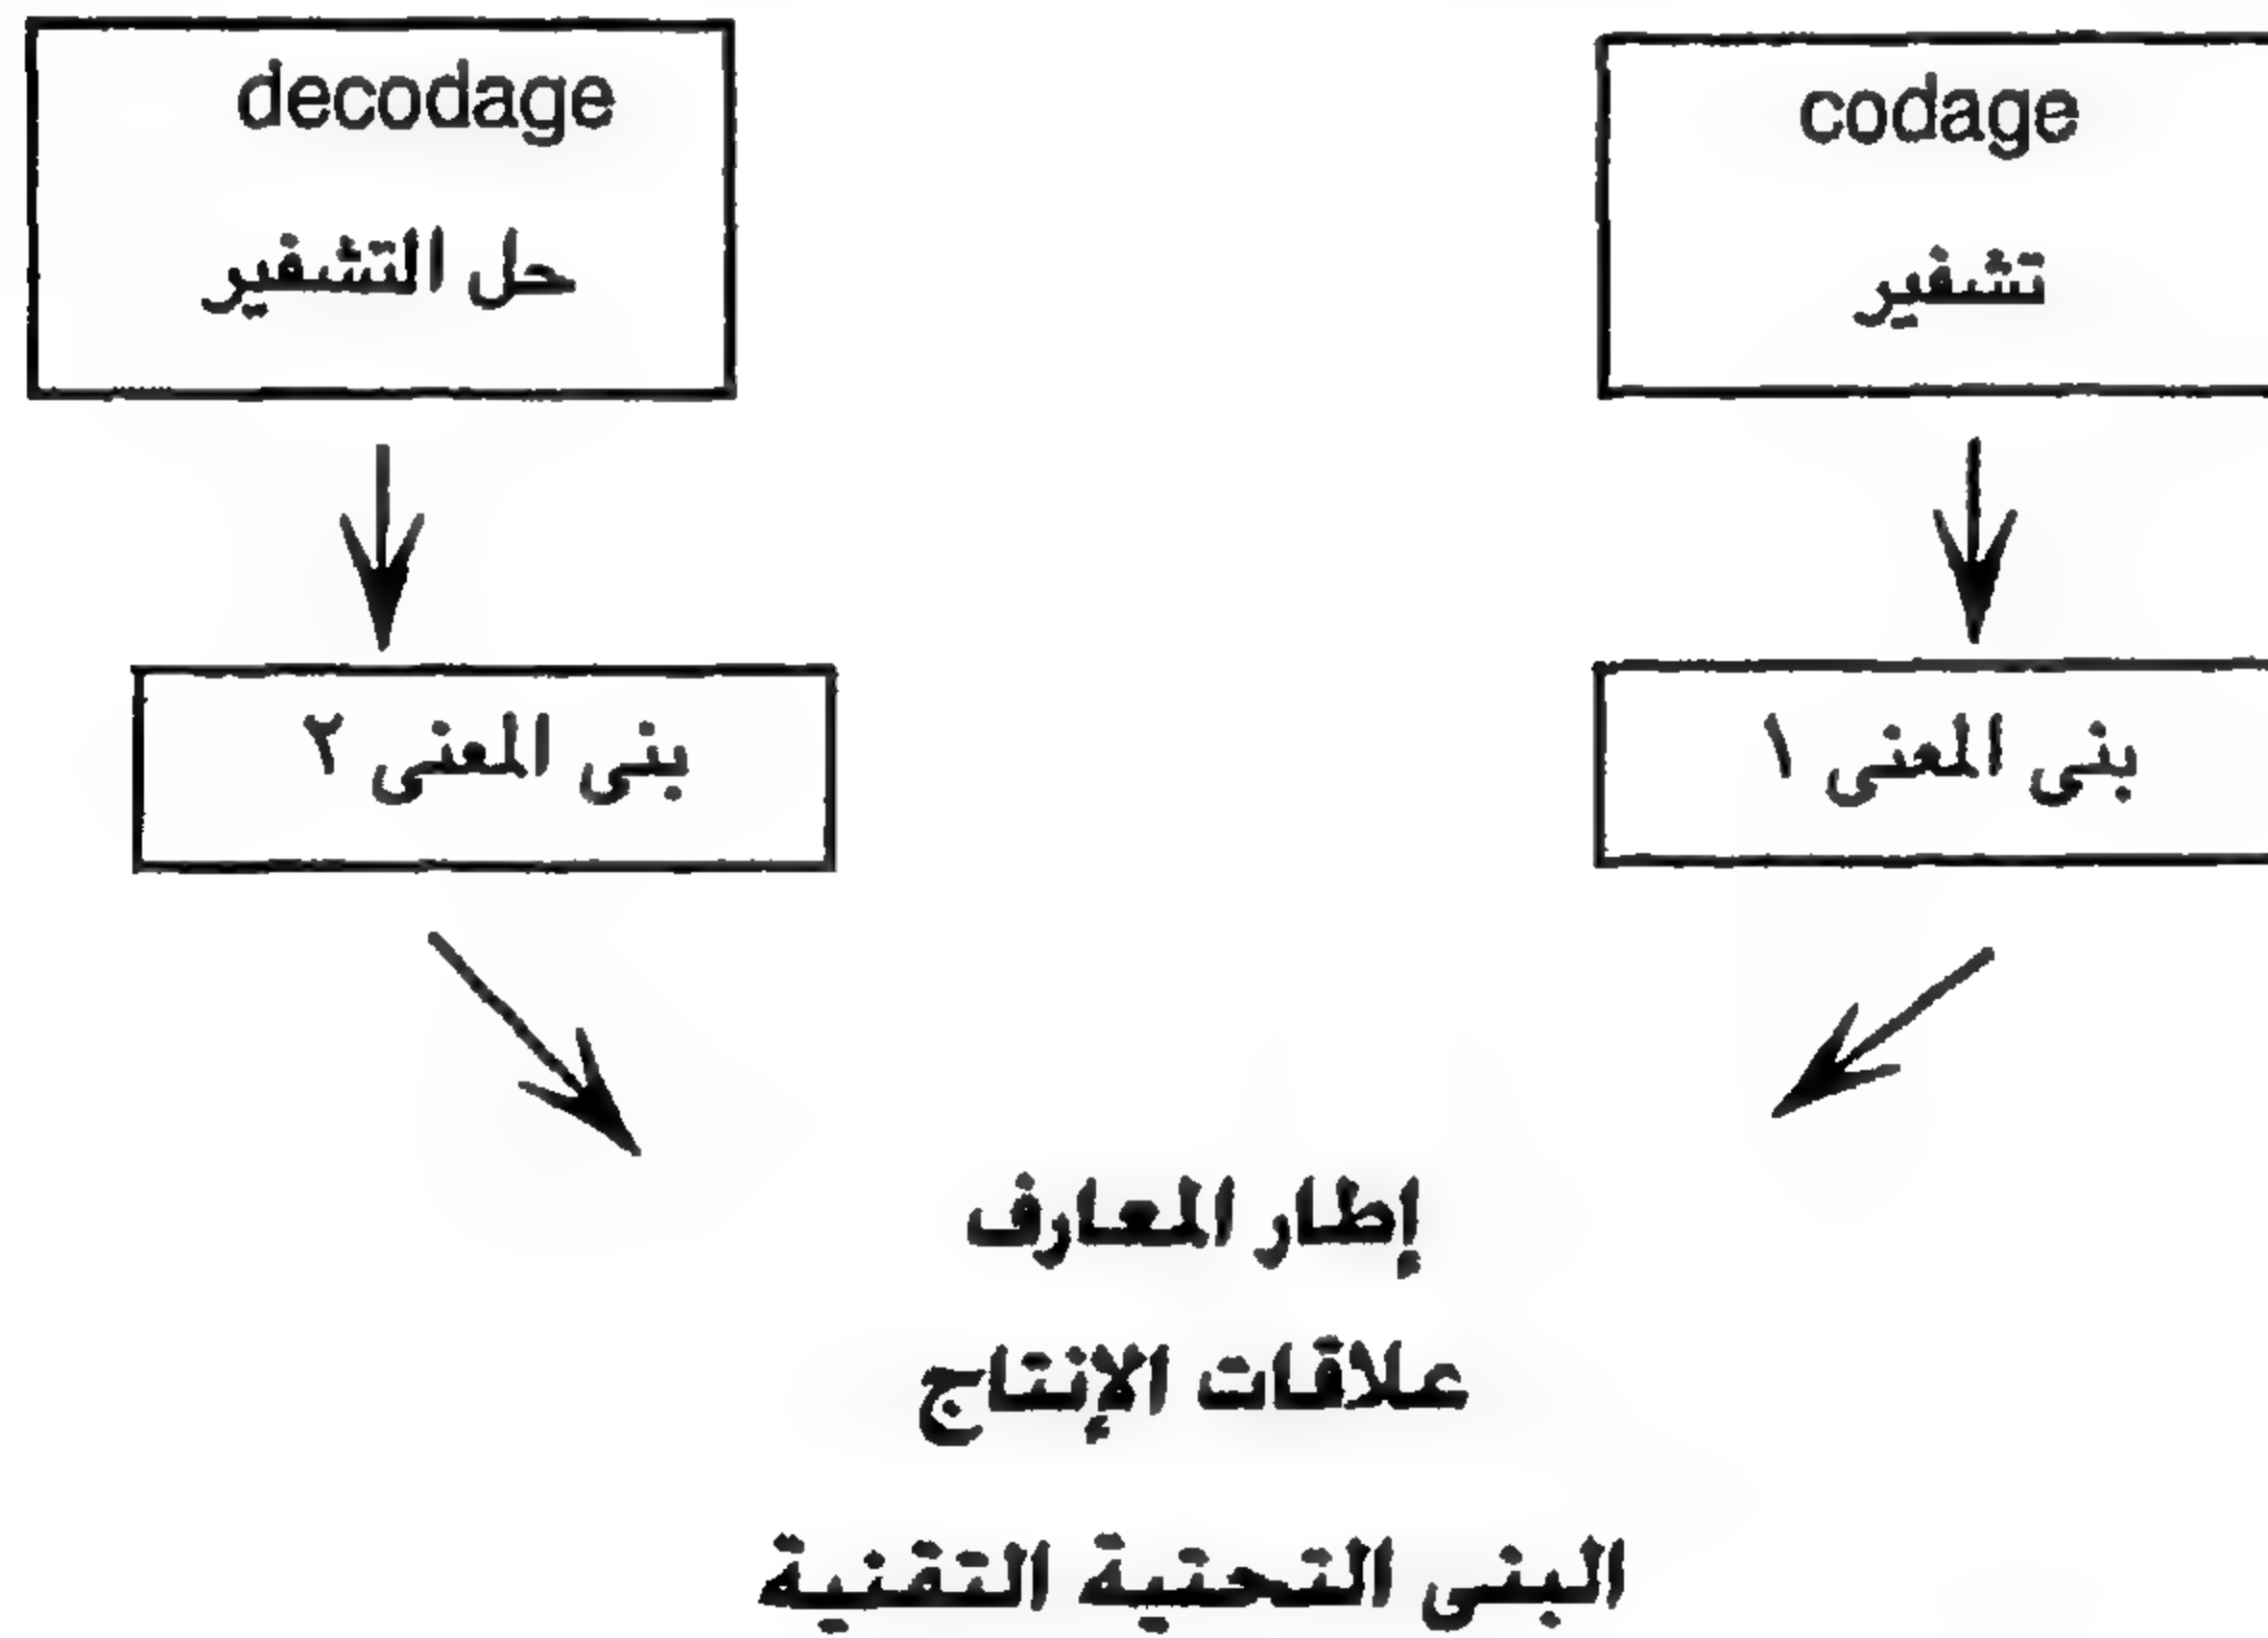 codage
تشفير
decodage
حل التشفير
بنى المعنى ١
بنى المعنى ٢
إطار المعارف
علاقات الإنتاج
البنى التحتية التقنية